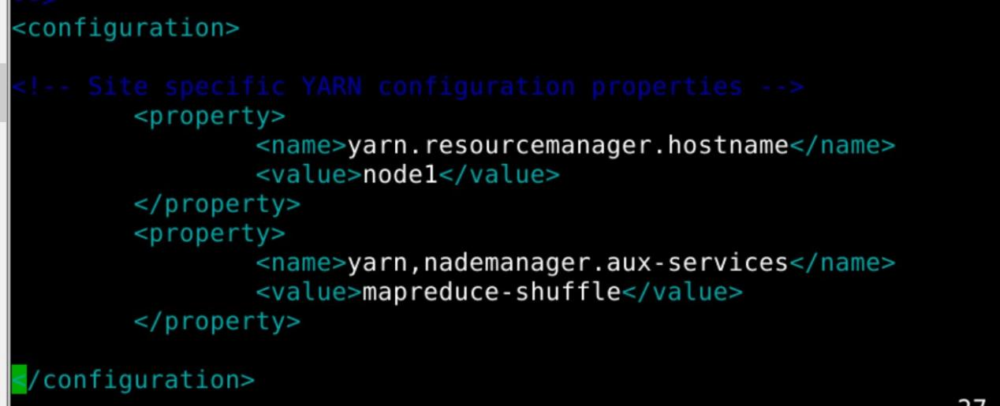 -->
<configuration>
<!-- Site specific YARN configuration properties -->
<property>
<name>yarn.resourcemanager.hostname</name>
<value>node1</value>
</property>
<property>
<name>yarn,nademanager.aux-services</name>
<value>mapreduce-shuffle</value>
</property>
</configuration>
27